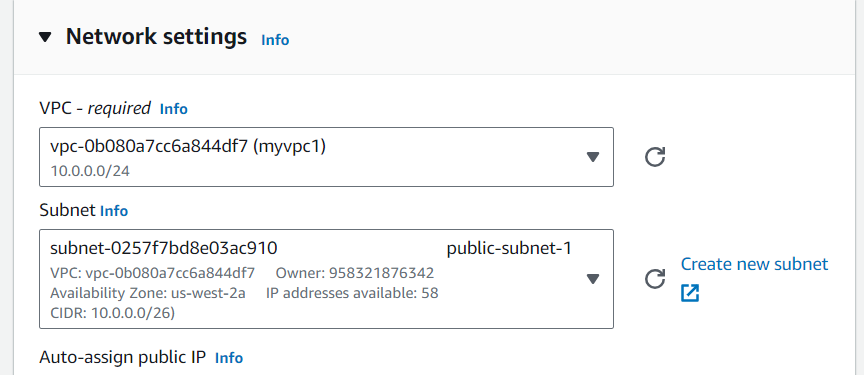 Network settings Info
VPC - required Info
vpc-0b080a7cc6a844df7 (myvpc1)
10.0.0.0/24
Subnet Info
subnet-0257f7bd8e03ac910 public-subnet-1
VPC: vpc-0b080a7cc6a844df7 Owner: 958321876342
Availability Zone: us-west-2a IP addresses available: 58
CIDR: 10.0.0.0/26)
Create new subnet
Auto-assign public IP Info